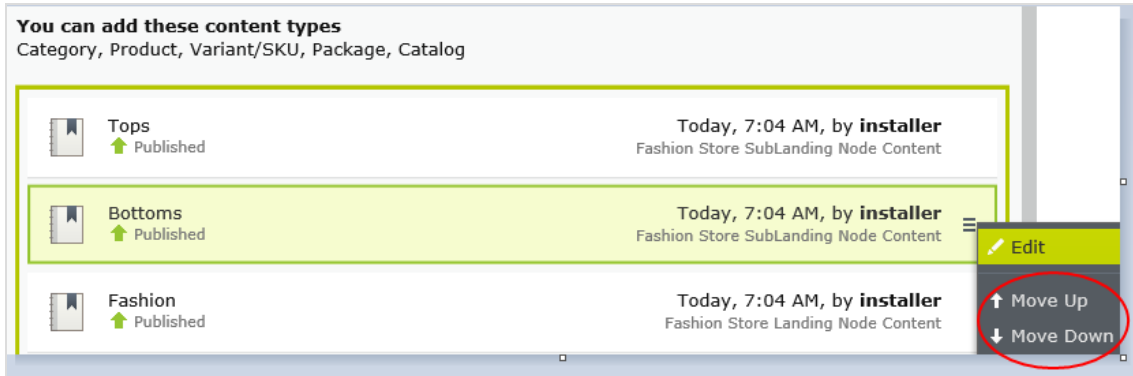 You can add these content types
Category, Product, Variant/SKU, Package, Catalog
Tops
Published
Today, 7:04 AM, by installer
Fashion Store SubLanding Node Content
Bottoms
Published
Today, 7:04 AM, by installer
Fashion Store SubLanding Node Content
Edit
Fashion
Published
Today, 7:04 AM, by installer
Fashion Store Landing Node Content
Move Up
Move Down